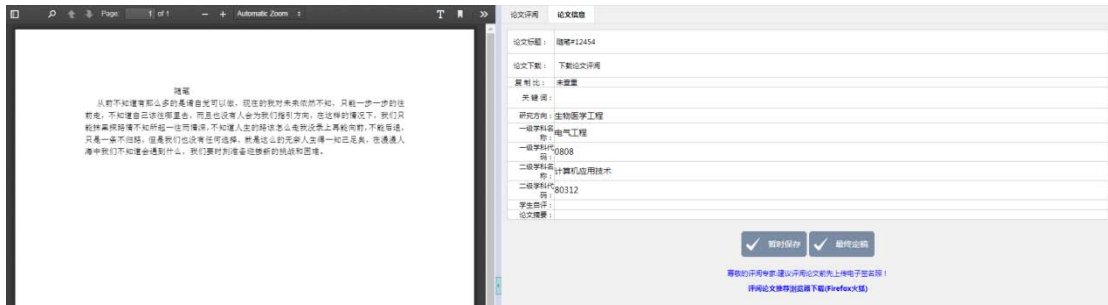 Page: 1 of 1 − + Automatic Zoom
随笔
从前不知道有那么多的是请自觉可以做，现在的我对未来依然不知，只能一步一步的往
前走，不知道自己该往哪里去，而且也没有人会为我们指引方向，在这样的情况下，我们只
能抹黑探路情不知所起一往而情深，不知道人生的路该怎么走我没录上再能向前，不能后退，
只是一条不归路，但是我们也没有任何选择，就是这么的无奈人生得一知己足矣，在漫漫人
海中我们不知道会遇到什么，我们要时刻准备迎接新的挑战和困难。
论文评阅 论文信息
论文标题： 随笔#12454
论文下载： 下载论文评阅
复制比： 未查重
关键词：
研究方向： 生物医学工程
一级学科名称： 电气工程
一级学科代码： 0808
二级学科名称： 计算机应用技术
二级学科代码： 80312
学生自评：
论文摘要：
暂时保存 最终定稿
尊敬的评阅专家:建议评阅论文前先上传电子签名哦！
评阅论文推荐浏览器下载(Firefox火狐)